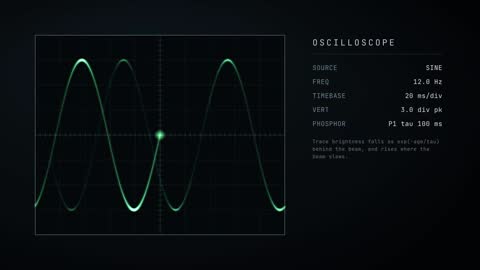 OSCILLOSCOPE
SOURCE SINE
FREQ 12.0 Hz
TIMEBASE 20 ms/div
VERT 3.0 div pk
PHOSPHOR P1 tau 100 ms
Trace brightness falls as exp(-age/tau)
behind the beam, and rises where the
beam slows.